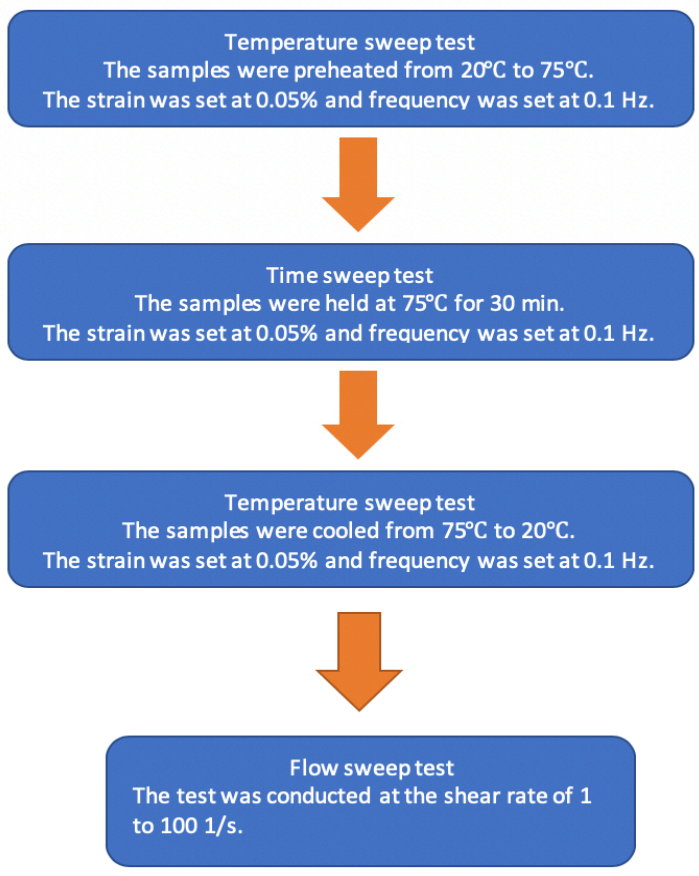 Temperature sweep test
The samples were preheated from 20℃ to 75℃.
The strain was set at 0.05% and frequency was set at 0.1 Hz.
Time sweep test
The samples were held at 75℃ for 30 min.
The strain was set at 0.05% and frequency was set at 0.1 Hz.
Temperature sweep test
The samples were cooled from 75℃ to 20℃.
The strain was set at 0.05% and frequency was set at 0.1 Hz.
Flow sweep test
The test was conducted at the shear rate of 1
to 100 1/s.